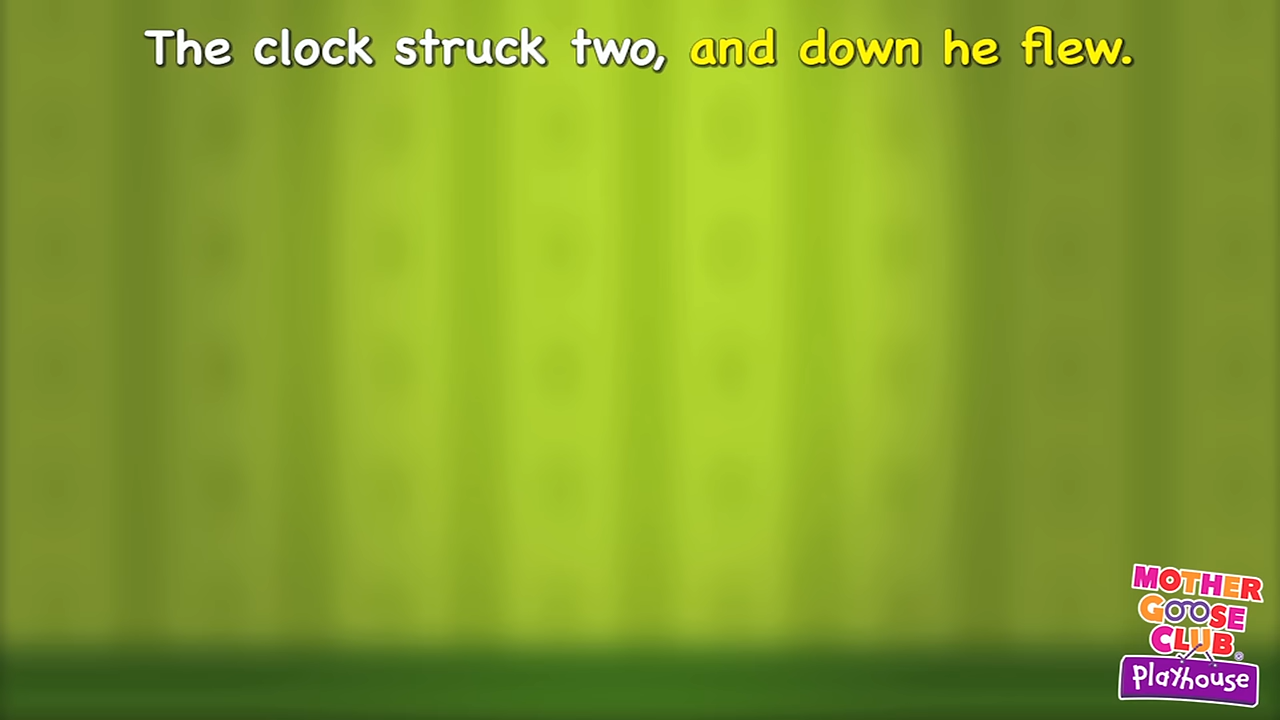 The clock struck two, and down he flew.
MOTHER
GOOSE
CLUB®
Playhouse